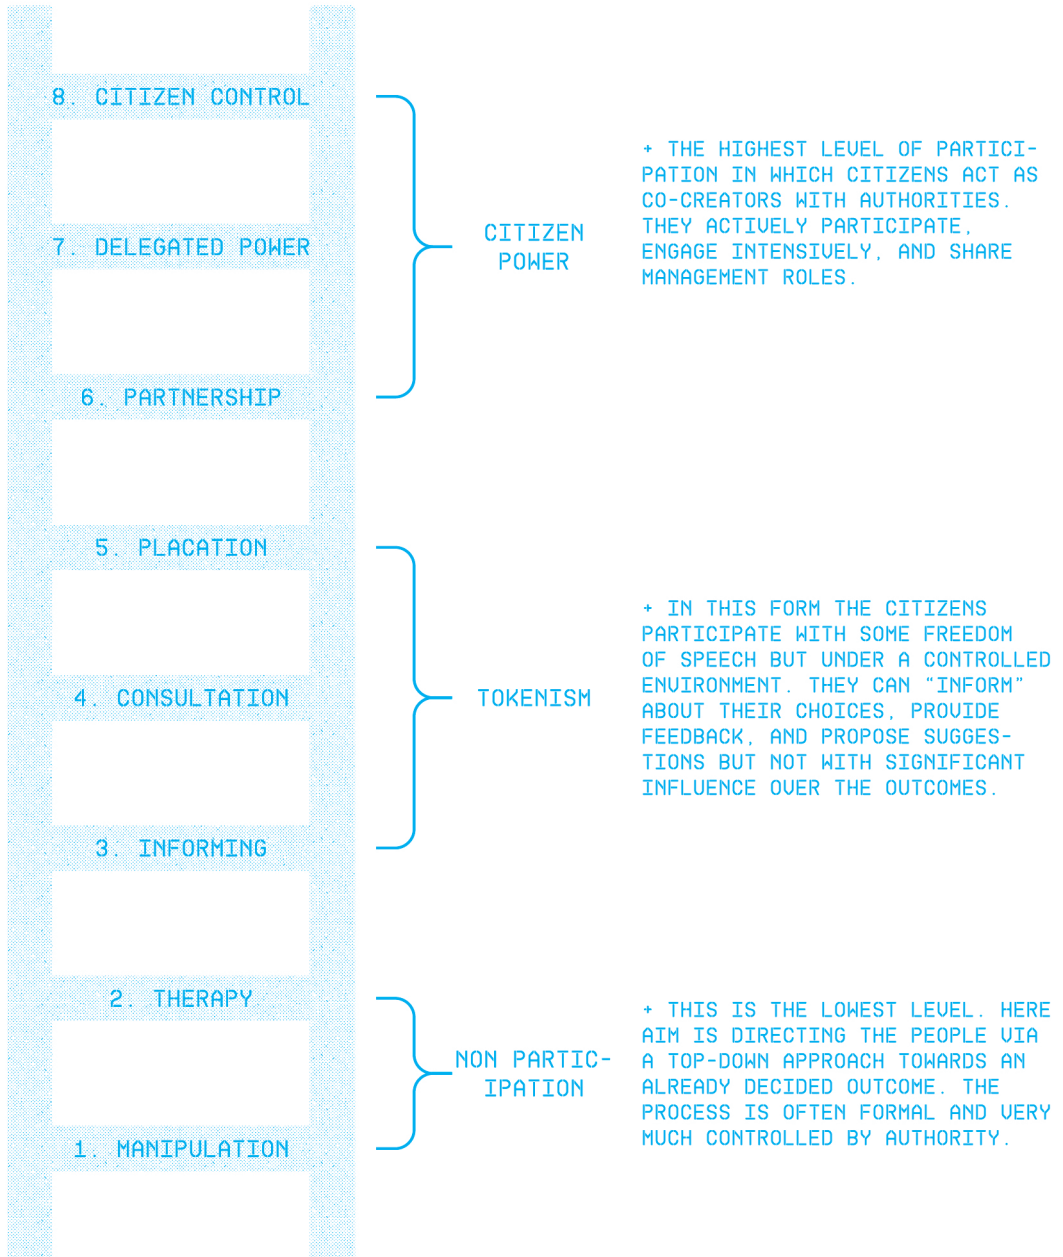 8. CITIZEN CONTROL
7. DELEGATED POWER
6. PARTNERSHIP
CITIZEN
POWER
+ THE HIGHEST LEVEL OF PARTICI-
PATION IN WHICH CITIZENS ACT AS
CO-CREATORS WITH AUTHORITIES.
THEY ACTIVELY PARTICIPATE,
ENGAGE INTENSIVELY, AND SHARE
MANAGEMENT ROLES.
5. PLACATION
4. CONSULTATION
3. INFORMING
TOKENISM
+ IN THIS FORM THE CITIZENS
PARTICIPATE WITH SOME FREEDOM
OF SPEECH BUT UNDER A CONTROLLED
ENVIRONMENT. THEY CAN “INFORM”
ABOUT THEIR CHOICES, PROVIDE
FEEDBACK, AND PROPOSE SUGGES-
TIONS BUT NOT WITH SIGNIFICANT
INFLUENCE OVER THE OUTCOMES.
2. THERAPY
1. MANIPULATION
NON PARTIC-
IPATION
+ THIS IS THE LOWEST LEVEL. HERE
AIM IS DIRECTING THE PEOPLE VIA
A TOP-DOWN APPROACH TOWARDS AN
ALREADY DECIDED OUTCOME. THE
PROCESS IS OFTEN FORMAL AND VERY
MUCH CONTROLLED BY AUTHORITY.